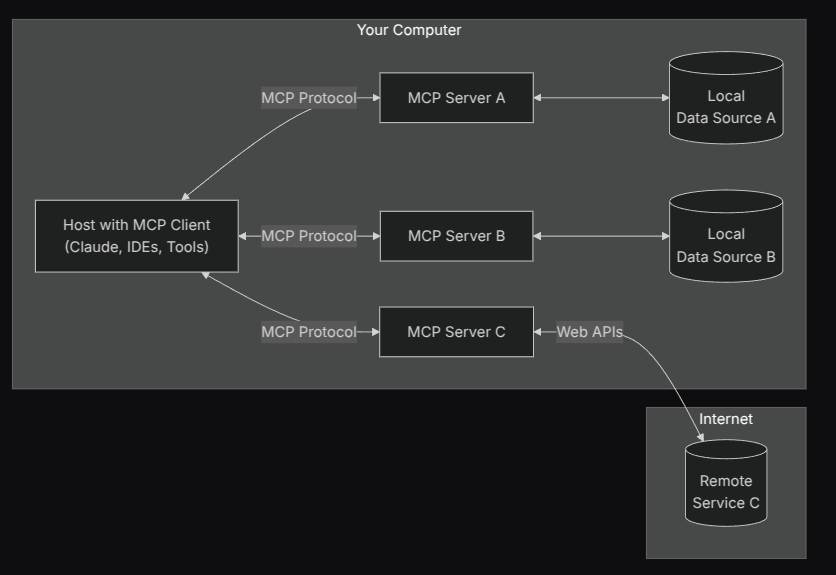 Your Computer
MCP Protocol
MCP Server A
Local
Data Source A
Host with MCP Client
(Claude, IDEs, Tools)
MCP Protocol
MCP Server B
Local
Data Source B
MCP Protocol
MCP Server C
Web APIs
Internet
Remote
Service C